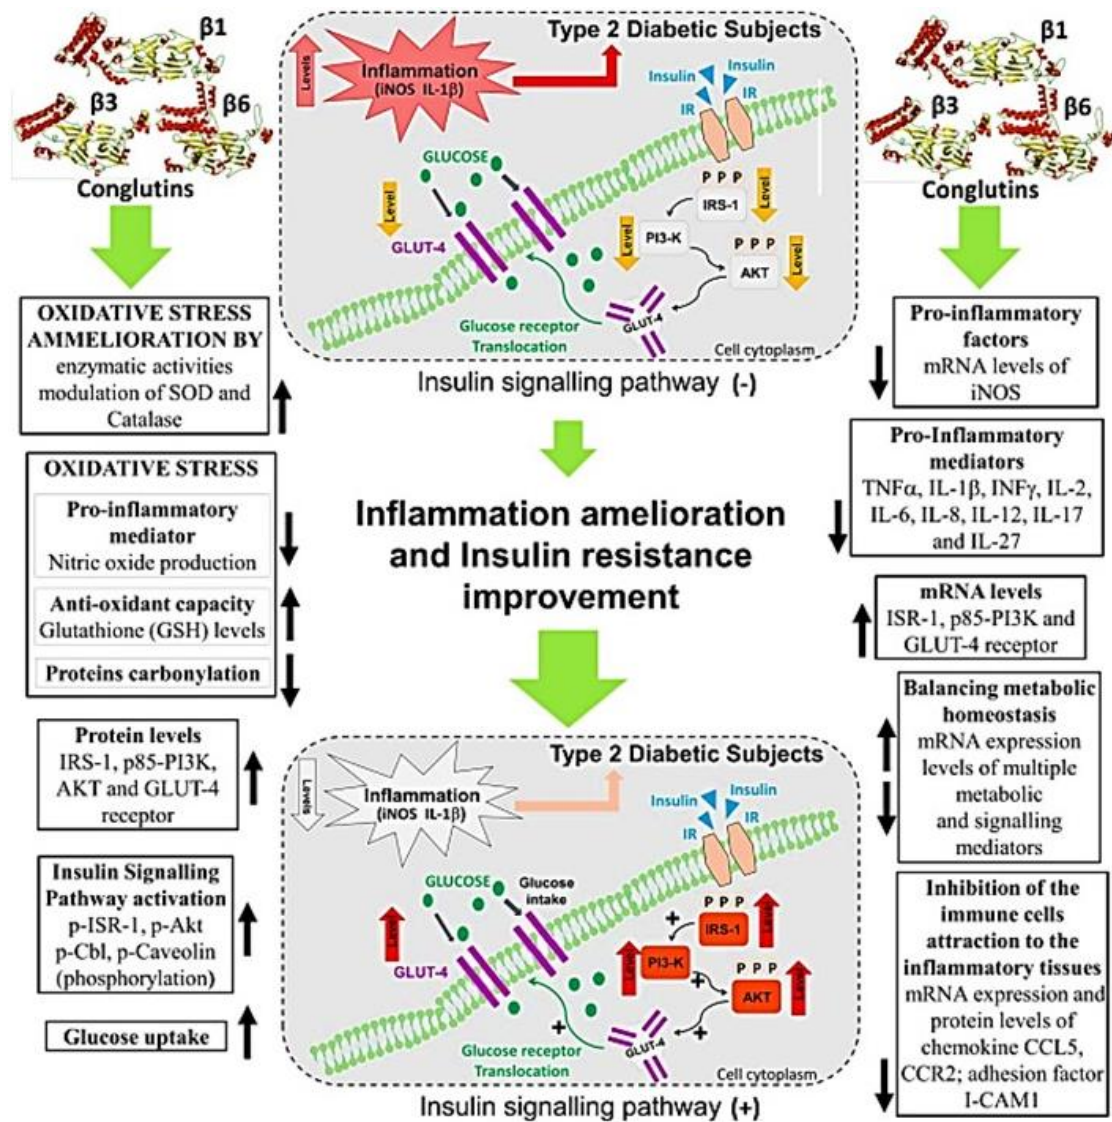 β1
β3
β6
Conglutins
OXIDATIVE STRESS
AMMELIORATION BY
enzymatic activities
modulation of SOD and
Catalase
OXIDATIVE STRESS
Pro-inflammatory
mediator
Nitric oxide production
Anti-oxidant capacity
Glutathione (GSH) levels
Proteins carbonylation
Protein levels
IRS-1, p85-PI3K,
AKT and GLUT-4
receptor
Insulin Signalling
Pathway activation
p-ISR-1, p-Akt
p-Cbl, p-Caveolin
(phosphorylation)
Glucose uptake
Type 2 Diabetic Subjects
Levels
Inflammation
(iNOS IL-1β)
Insulin
Insulin
IR
IR
GLUCOSE
Level
GLUT-4
P P P
IRS-1
Level
Level
PI3-K
P P P
AKT
Level
GLUT-4
Glucose receptor
Translocation
Cell cytoplasm
Insulin signalling pathway (-)
Inflammation amelioration
and Insulin resistance
improvement
Type 2 Diabetic Subjects
Levels
Inflammation
(iNOS IL-1β)
Insulin
Insulin
IR
IR
GLUCOSE
Glucose
intake
Level
GLUT-4
P P P
+
IRS-1
Level
Level
PI3-K
+
P P P
AKT
Level
+
+
GLUT-4
Glucose receptor
Translocation
Cell cytoplasm
Insulin signalling pathway (+)
β1
β3
β6
Conglutins
Pro-inflammatory
factors
mRNA levels of
iNOS
Pro-Inflammatory
mediators
TNFα, IL-1β, INFγ, IL-2,
IL-6, IL-8, IL-12, IL-17
and IL-27
mRNA levels
ISR-1, p85-PI3K and
GLUT-4 receptor
Balancing metabolic
homeostasis
mRNA expression
levels of multiple
metabolic
and signalling
mediators
Inhibition of the
immune cells
attraction to the
inflammatory tissues
mRNA expression and
protein levels of
chemokine CCL5,
CCR2; adhesion factor
I-CAM1